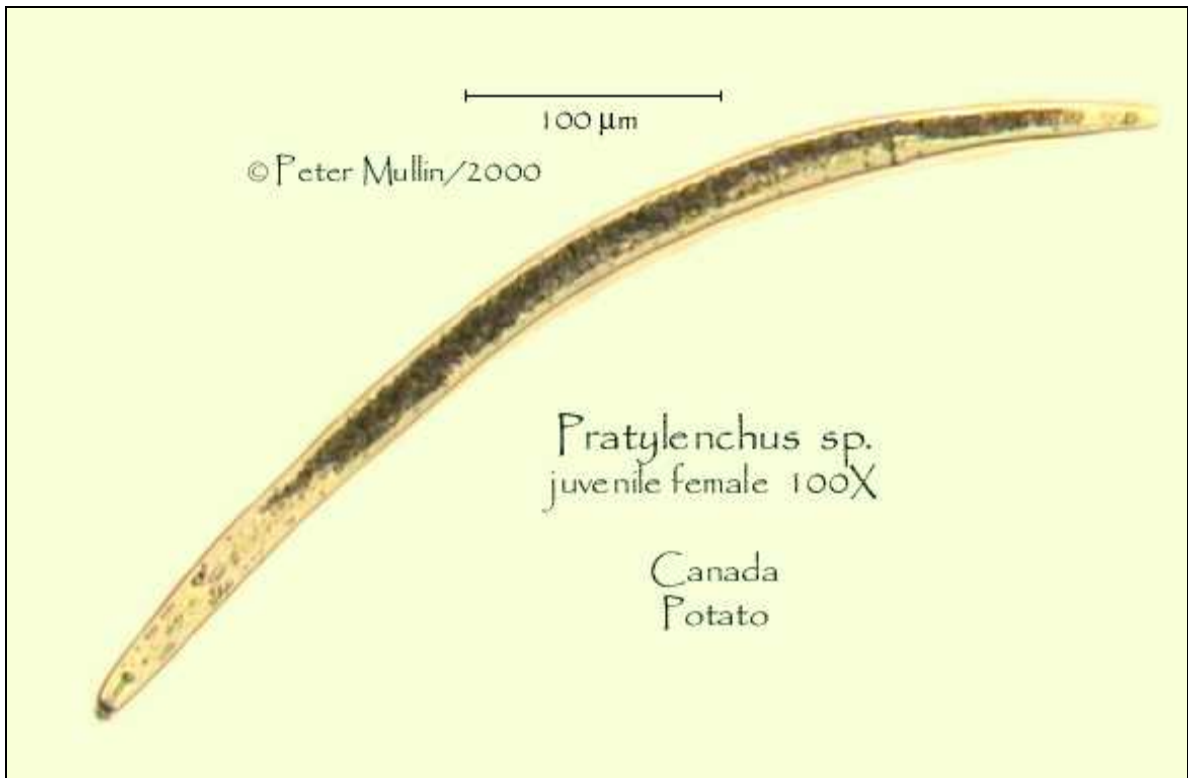 100 µm
© Peter Mullin/2000
Pratylenchus sp.
juvenile female 100X
Canada
Potato